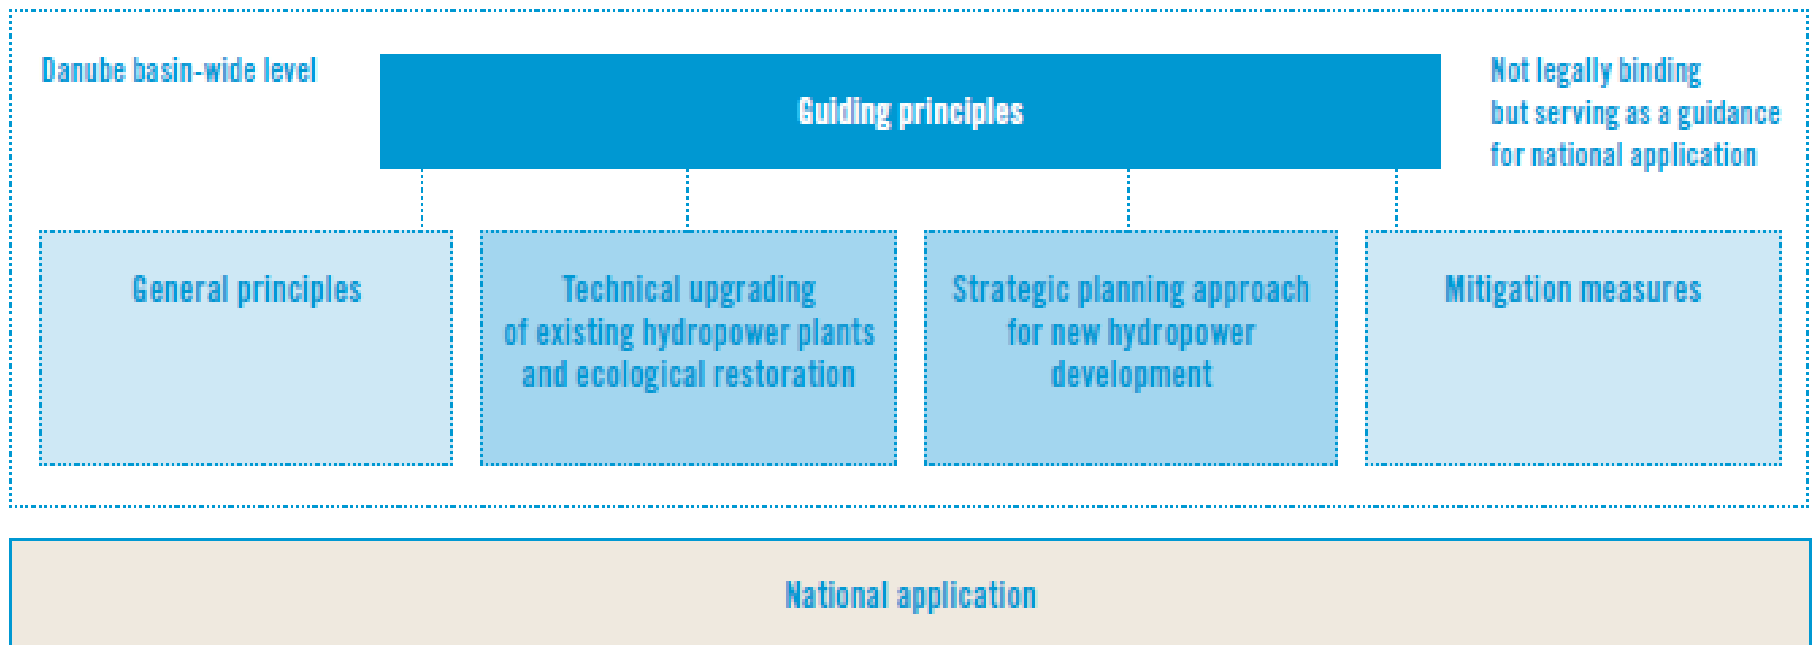 Danube basin-wide level
Guiding principles
Not legally binding
but serving as a guidance
for national application
General principles
Technical upgrading
of existing hydropower plants
and ecological restoration
Strategic planning approach
for new hydropower
development
Mitigation measures
National application